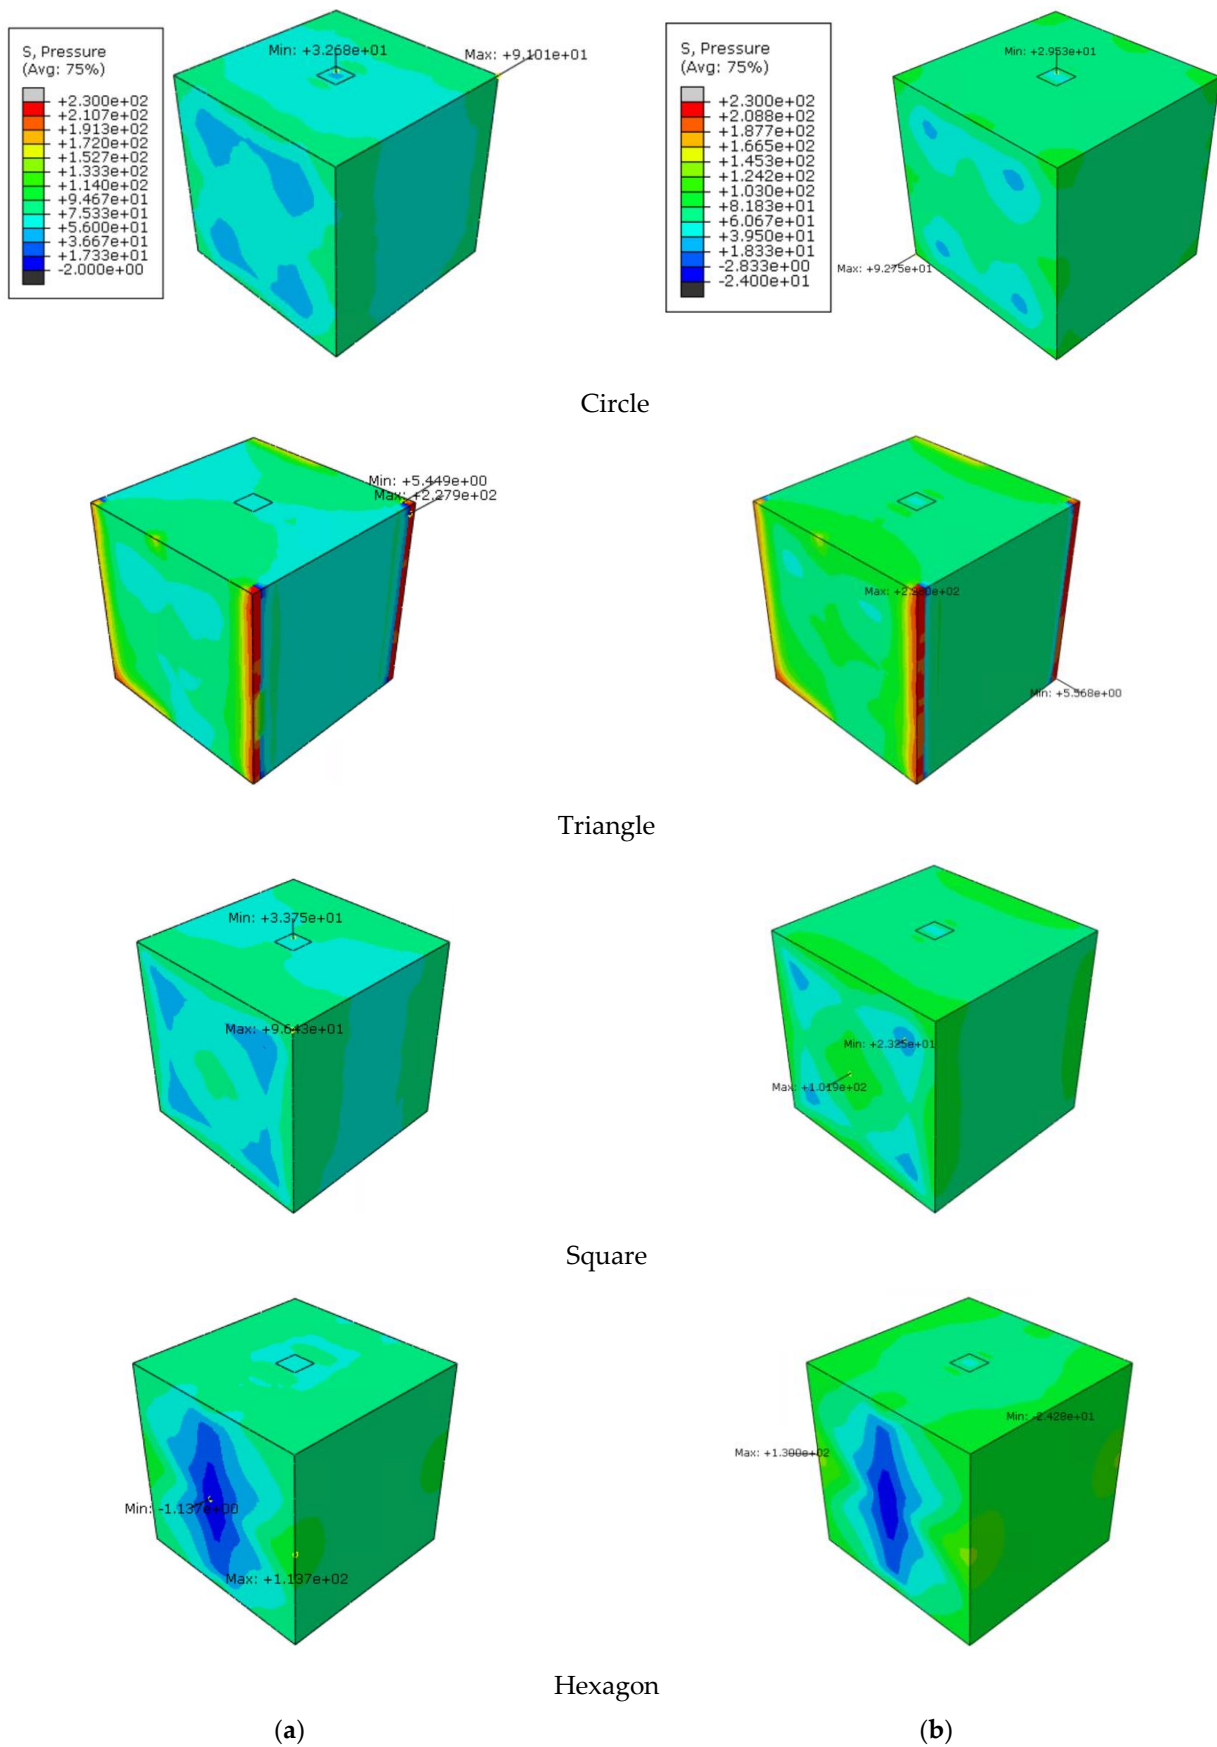 S, Pressure
(Avg: 75%)
+2.300e+02
+2.107e+02
+1.913e+02
+1.720e+02
+1.527e+02
+1.333e+02
+1.140e+02
+9.467e+01
+7.533e+01
+5.600e+01
+3.667e+01
+1.733e+01
-2.000e+00
Min: +3.268e+01
Max: +9.101e+01
S, Pressure
(Avg: 75%)
+2.300e+02
+2.088e+02
+1.877e+02
+1.665e+02
+1.453e+02
+1.242e+02
+1.030e+02
+8.183e+01
+6.067e+01
+3.950e+01
+1.833e+01
-2.833e+00
-2.400e+01
Min: +2.953e+01
Max: +9.275e+01
Circle
Min: +5.449e+00
Max: +2.279e+02
Max:
Min: +5.568e+00
Triangle
Min: +3.375e+01
Max: +9.643e+01
Min: +2.325e+01
Max: +1.019e+02
Square
Min: -1.137e+00
Max: +1.137e+02
Min: -2.428e+01
Max: +1.300e+02
Hexagon
(a)
(b)